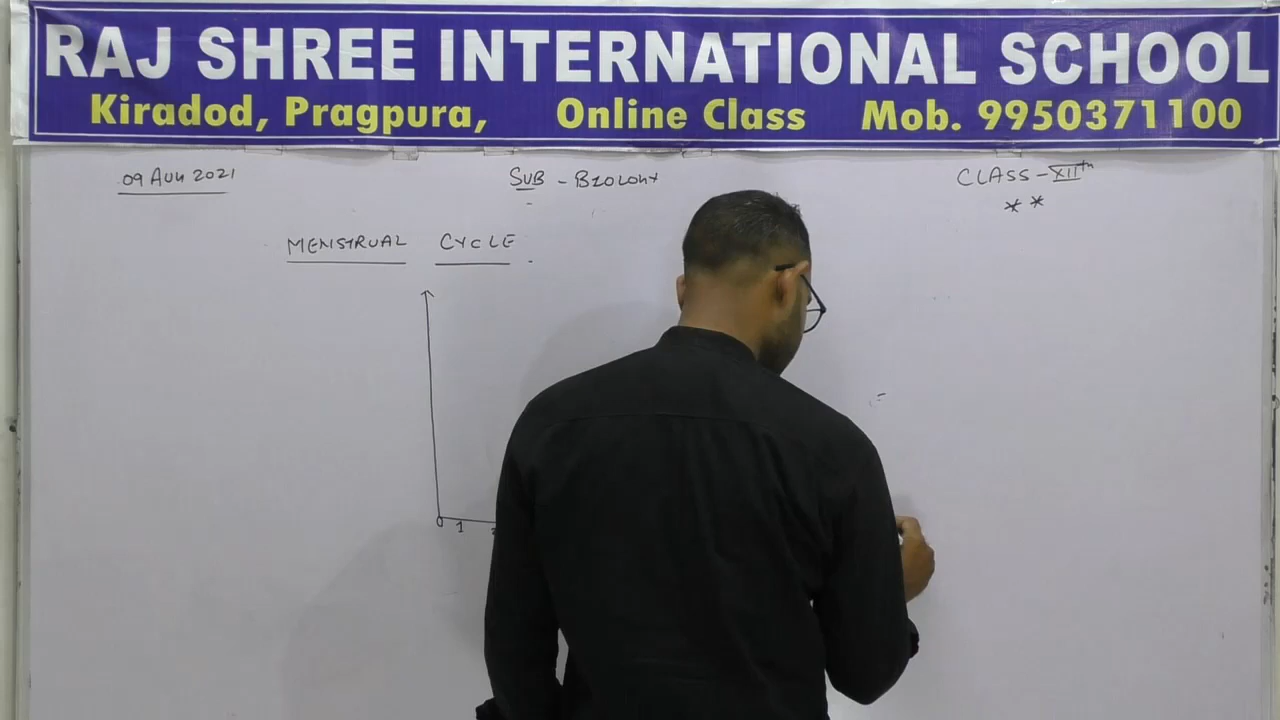 RAJ SHREE INTERNATIONAL SCHOOL
Kiradod, Pragpura, Online Class Mob. 9950371100
09 AUG 2021 SUB - BIOLOGY CLASS - XIIth
* *
MENSTRUAL CYCLE
0 1